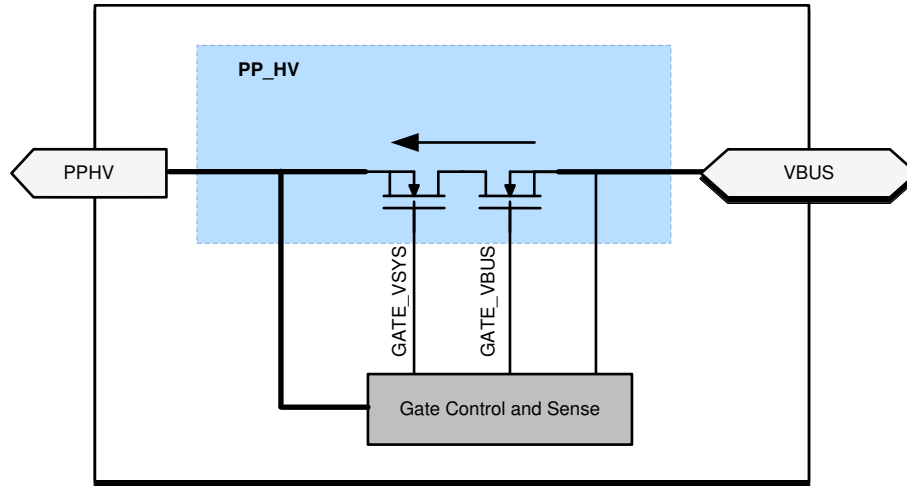 PP_HV
PPHV
VBUS
GATE_VSYS
GATE_VBUS
Gate Control and Sense